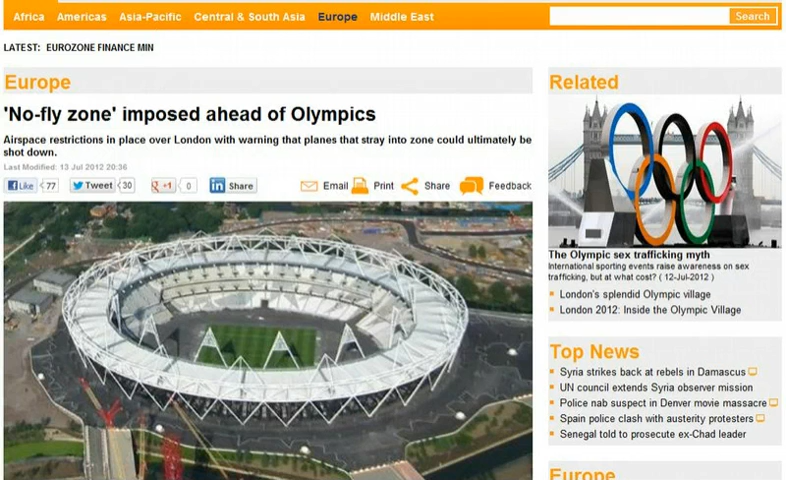 Africa Americas Asia-Pacific Central & South Asia Europe Middle East Search
LATEST: EUROZONE FINANCE MIN
Europe
'No-fly zone' imposed ahead of Olympics
Airspace restrictions in place over London with warning that planes that stray into zone could ultimately be
shot down.
Last Modified: 13 Jul 2012 20:36
Like 77 Tweet 30 +1 0 Share Email Print Share Feedback
Related
The Olympic sex trafficking myth
International sporting events raise awareness on sex
trafficking, but at what cost? ( 12-Jul-2012 )
London's splendid Olympic village
London 2012: Inside the Olympic Village
Top News
Syria strikes back at rebels in Damascus
UN council extends Syria observer mission
Police nab suspect in Denver movie massacre
Spain police clash with austerity protesters
Senegal told to prosecute ex-Chad leader
Europe